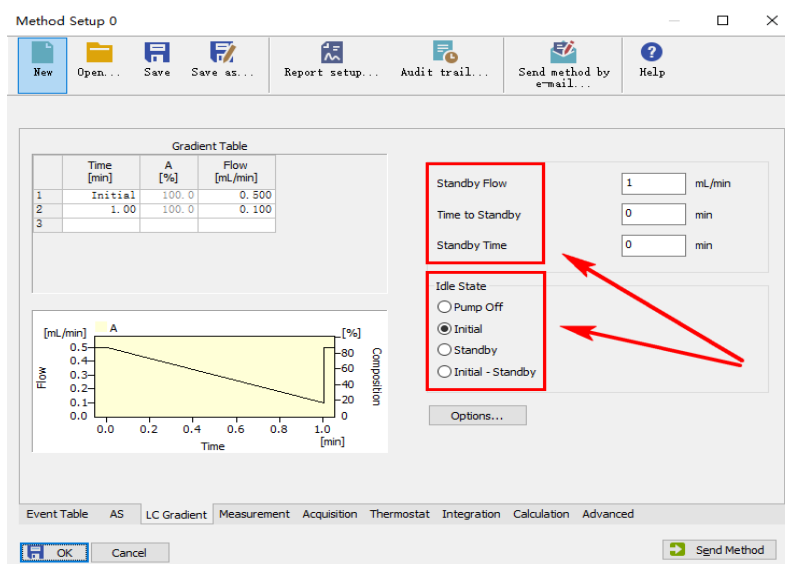 Method Setup 0
New Open... Save Save as... Report setup... Audit trail... Send method by e-mail... Help
Gradient Table
Time [min] A [%] Flow [mL/min]
1 Initial 100.0 0.500
2 1.00 100.0 0.100
3
Standby Flow 1 mL/min
Time to Standby 0 min
Standby Time 0 min
Idle State
Pump Off
Initial
Standby
Initial - Standby
Options...
[mL/min] A [%]
0.5
0.4
0.3
0.2
0.1
0.0
Flow
80
60
40
20
0
Composition
0.0 0.2 0.4 0.6 0.8 1.0
Time [min]
Event Table AS LC Gradient Measurement Acquisition Thermostat Integration Calculation Advanced
OK Cancel Send Method